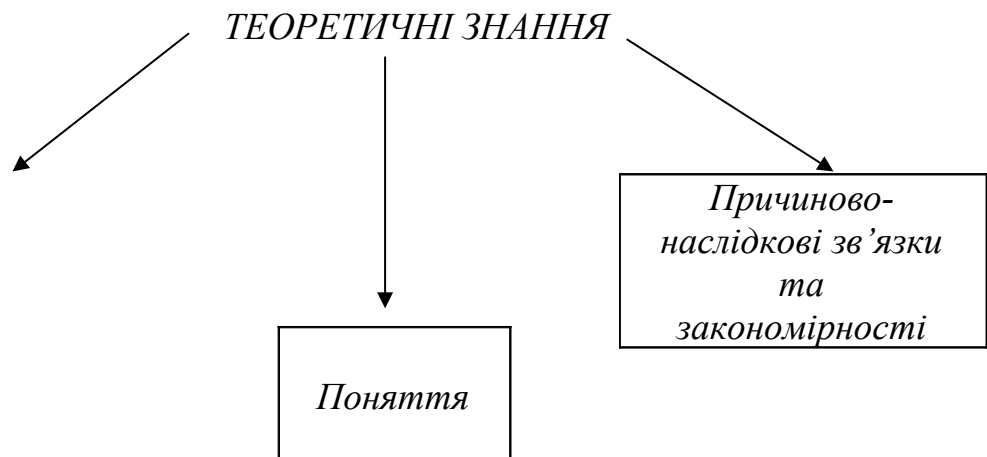 ТЕОРЕТИЧНІ ЗНАННЯ
Причиново-
наслідкові зв’язки
та
закономірності
Поняття